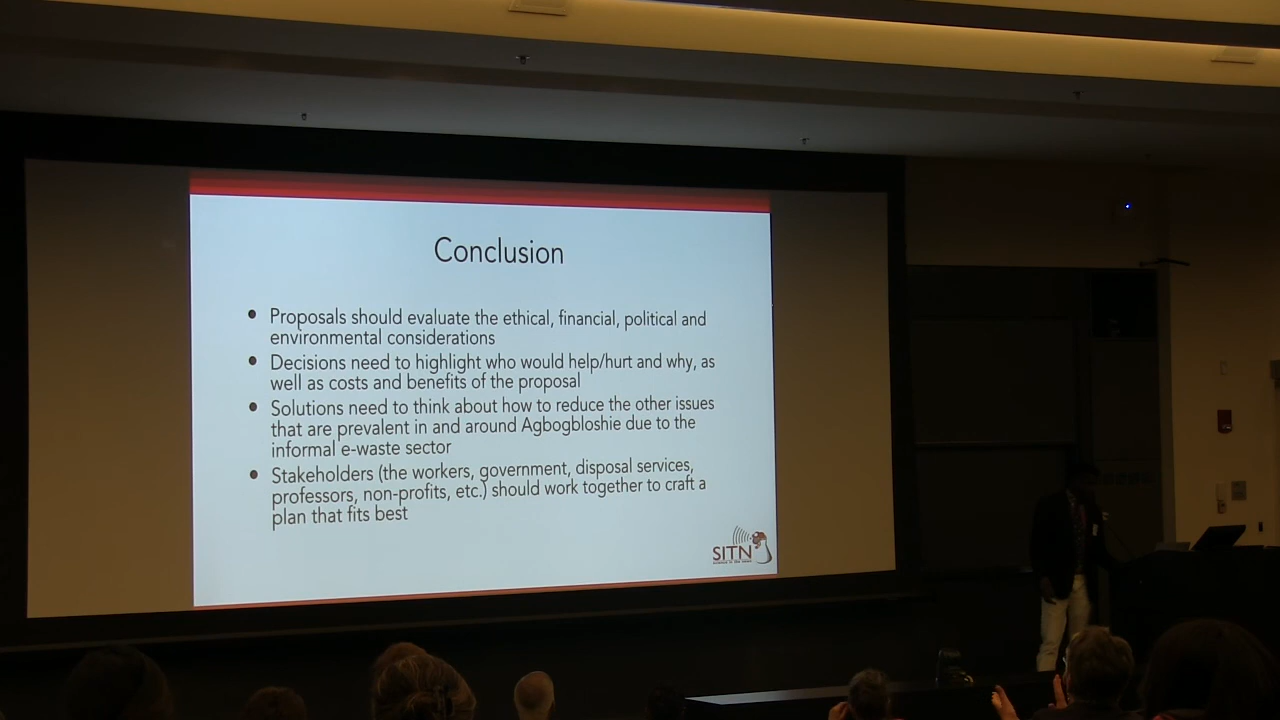 Conclusion
• Proposals should evaluate the ethical, financial, political and
environmental considerations
• Decisions need to highlight who would help/hurt and why, as
well as costs and benefits of the proposal
• Solutions need to think about how to reduce the other issues
that are prevalent in and around Agbogbloshie due to the
informal e-waste sector
• Stakeholders (the workers, government, disposal services,
professors, non-profits, etc.) should work together to craft a
plan that fits best
SITN